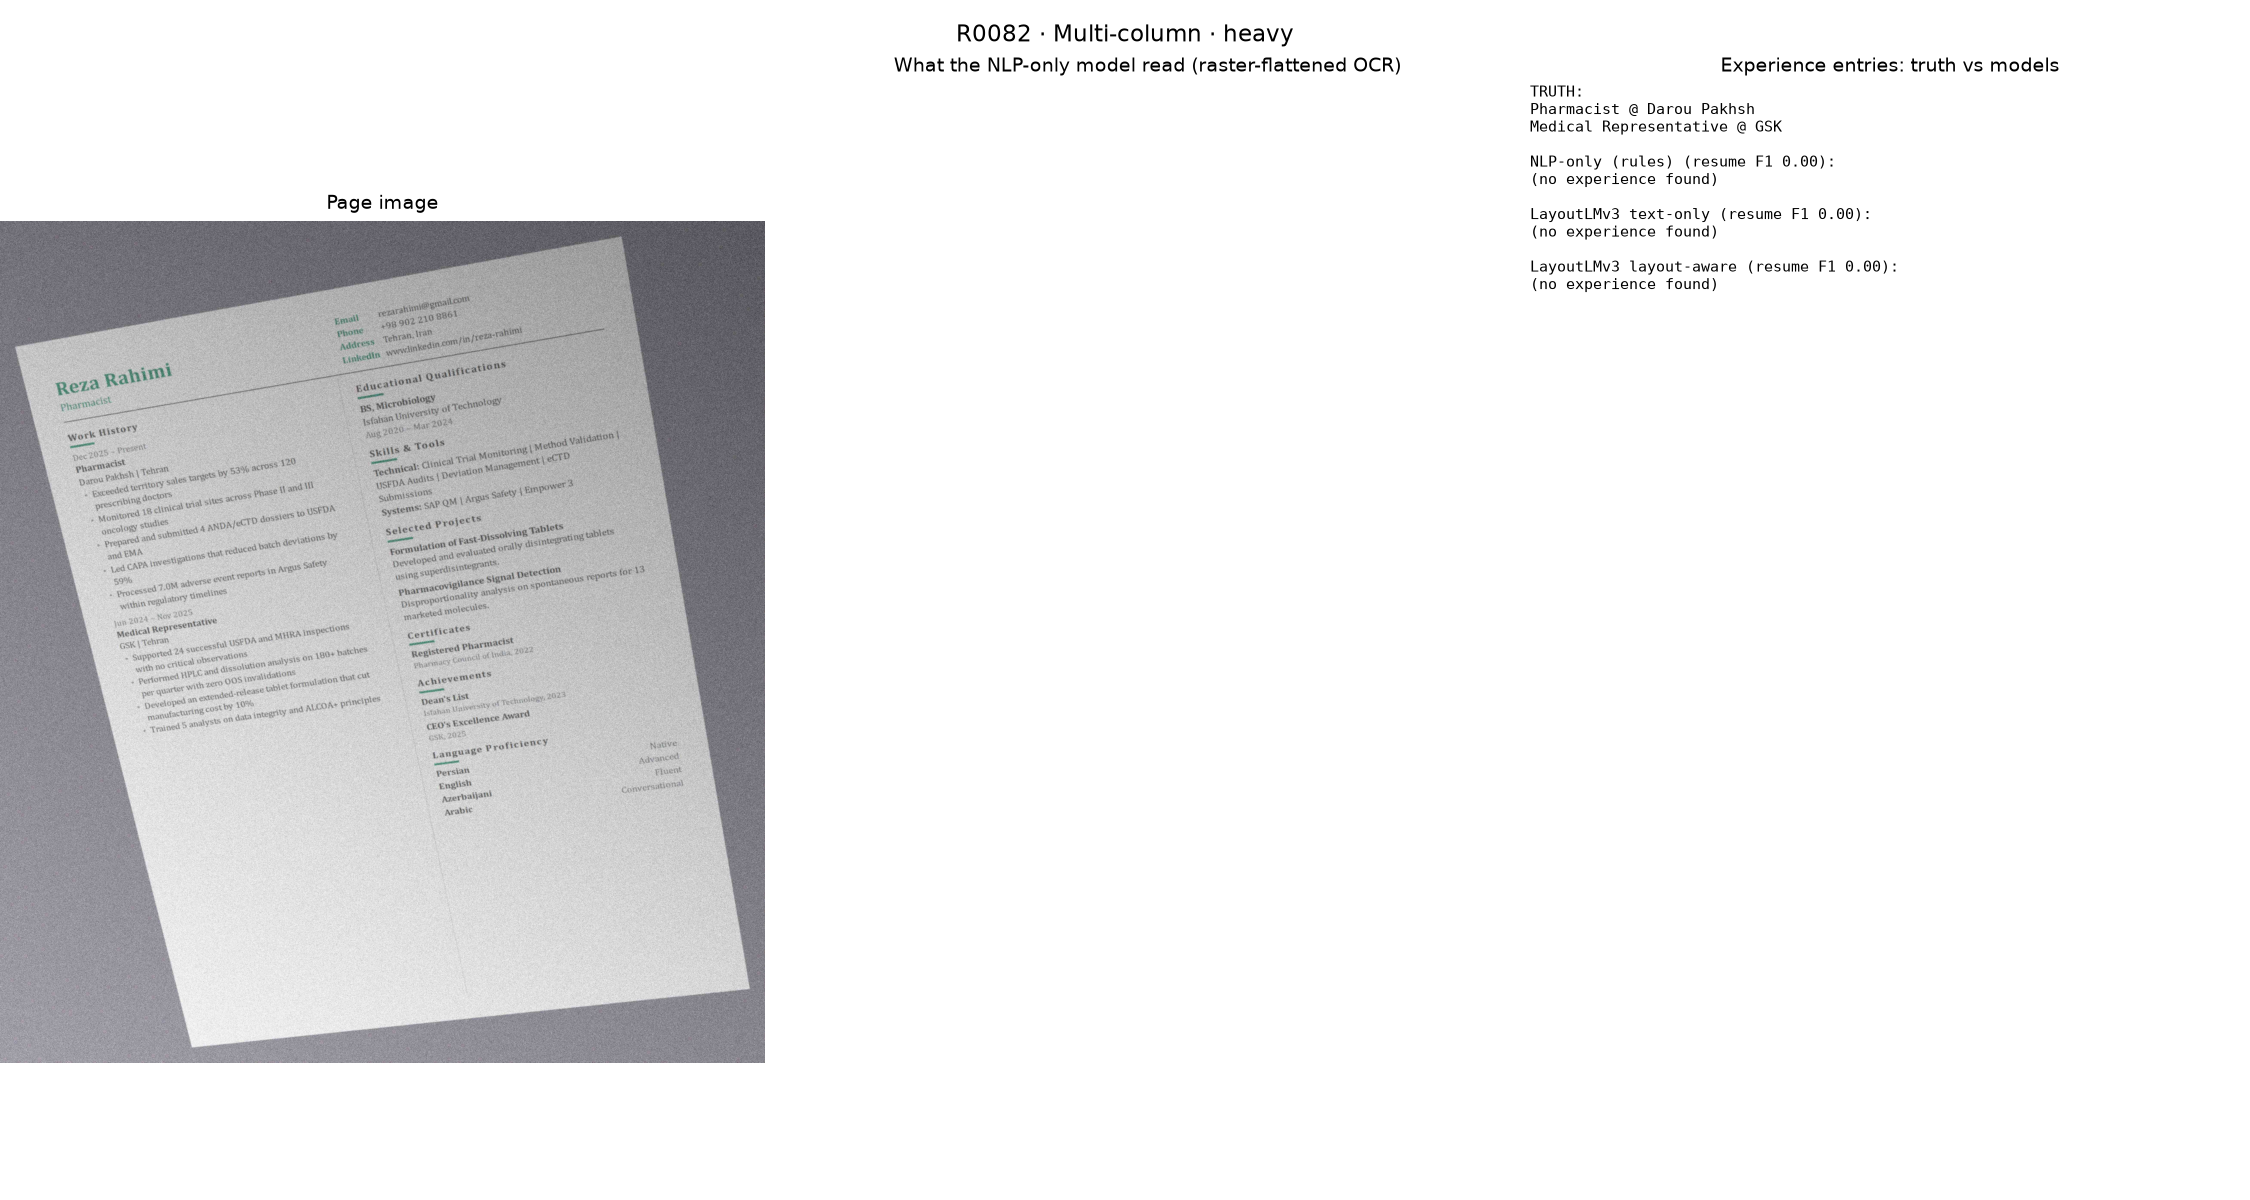 R0082 · Multi-column · heavy
Page image
Reza Rahimi
Pharmacist
Email rezarahimi@gmail.com
Phone +98 902 210 8861
Address Tehran, Iran
LinkedIn www.linkedin.com/in/reza-rahimi
Work History
Dec 2025 – Present
Pharmacist
Darou Pakhsh | Tehran
• Exceeded territory sales targets by 53% across 120
prescribing doctors
• Monitored 18 clinical trial sites across Phase II and III
oncology studies
• Prepared and submitted 4 ANDA/eCTD dossiers to USFDA
and EMA
• Led CAPA investigations that reduced batch deviations by
59%
• Processed 7.0M adverse event reports in Argus Safety
within regulatory timelines
Jun 2024 – Nov 2025
Medical Representative
GSK | Tehran
• Supported 24 successful USFDA and MHRA inspections
with no critical observations
• Performed HPLC and dissolution analysis on 180+ batches
per quarter with zero OOS invalidations
• Developed an extended-release tablet formulation that cut
manufacturing cost by 10%
• Trained 5 analysts on data integrity and ALCOA+ principles
Educational Qualifications
BS, Microbiology
Isfahan University of Technology
Aug 2020 – Mar 2024
Skills & Tools
Technical: Clinical Trial Monitoring | Method Validation |
USFDA Audits | Deviation Management | eCTD
Submissions
Systems: SAP QM | Argus Safety | Empower 3
Selected Projects
Formulation of Fast-Dissolving Tablets
Developed and evaluated orally disintegrating tablets
using superdisintegrants.
Pharmacovigilance Signal Detection
Disproportionality analysis on spontaneous reports for 13
marketed molecules.
Certificates
Registered Pharmacist
Pharmacy Council of India, 2022
Achievements
Dean's List
Isfahan University of Technology, 2023
CEO's Excellence Award
GSK, 2025
Language Proficiency
Persian Native
English Advanced
Azerbaijani Fluent
Arabic Conversational
What the NLP-only model read (raster-flattened OCR)
Experience entries: truth vs models
TRUTH:
Pharmacist @ Darou Pakhsh
Medical Representative @ GSK
NLP-only (rules) (resume F1 0.00):
(no experience found)
LayoutLMv3 text-only (resume F1 0.00):
(no experience found)
LayoutLMv3 layout-aware (resume F1 0.00):
(no experience found)